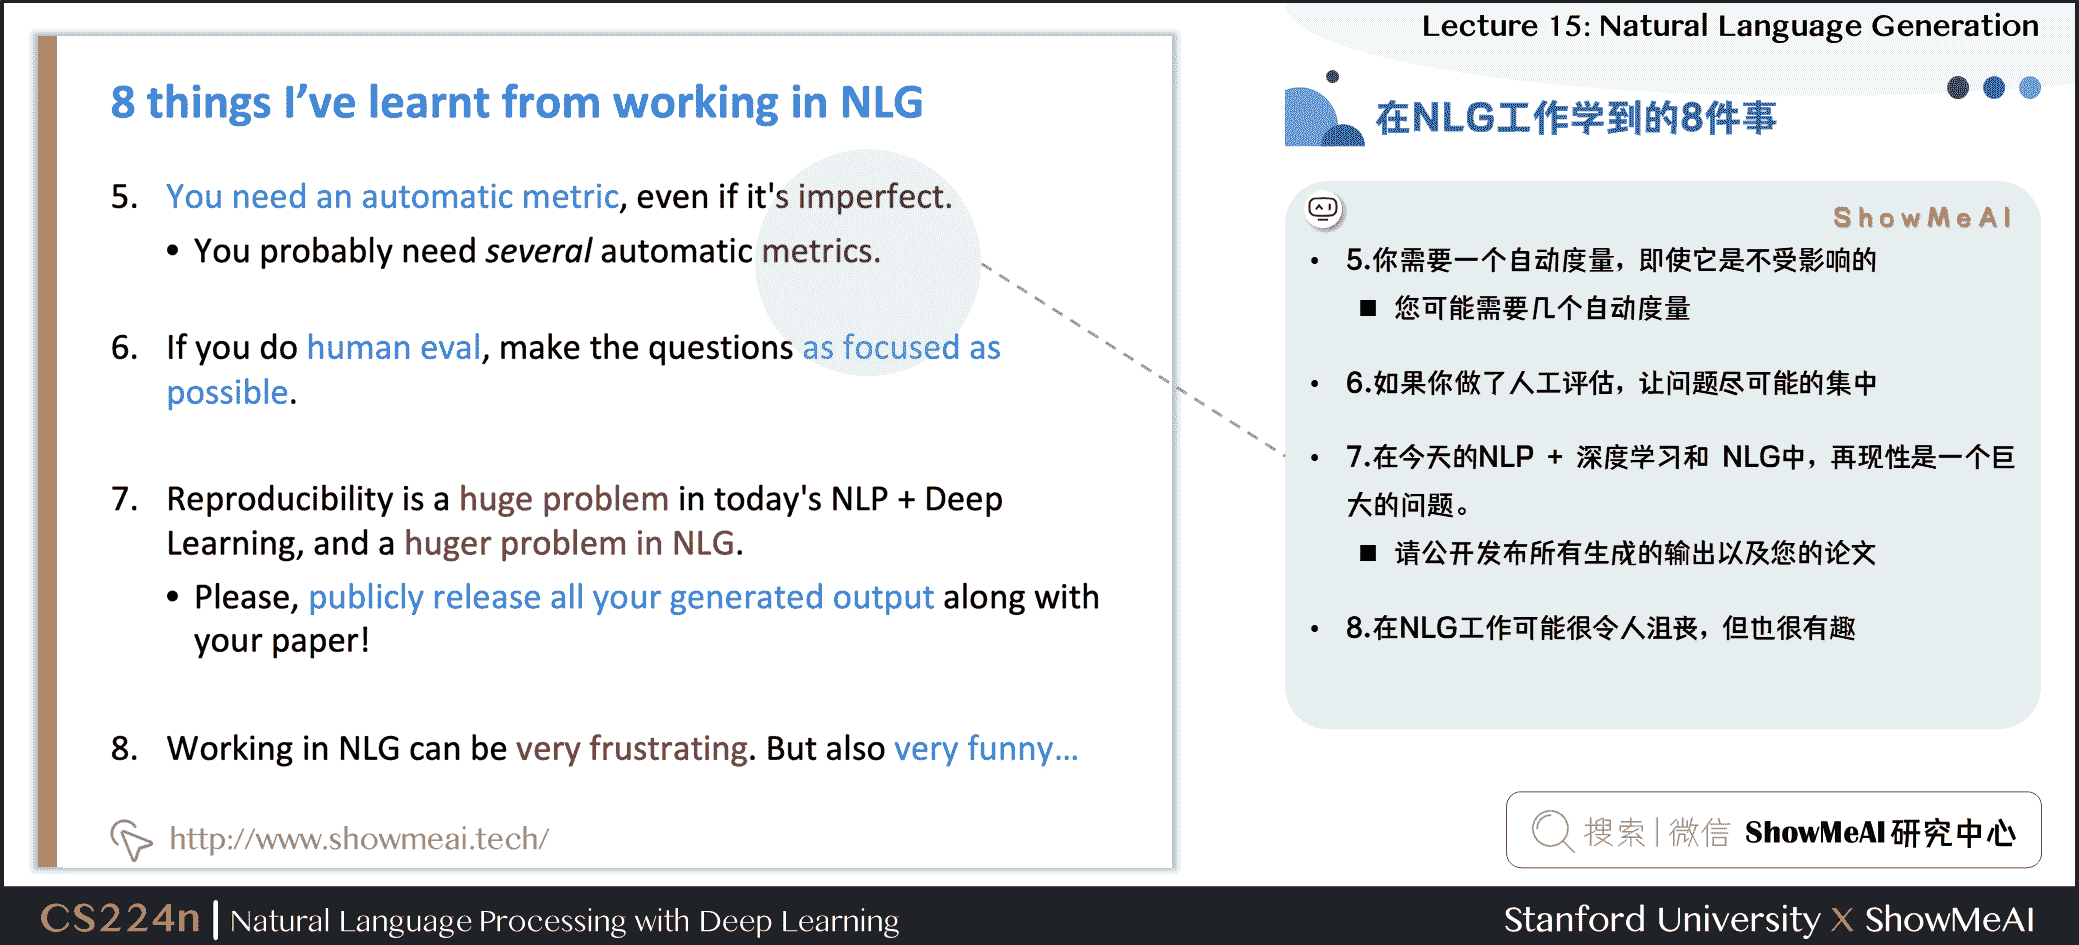 Lecture 15: Natural Language Generation
8 things I've learnt from working in NLG
5. You need an automatic metric, even if it's imperfect.
• You probably need several automatic metrics.
6. If you do human eval, make the questions as focused as
possible.
7. Reproducibility is a huge problem in today's NLP + Deep
Learning, and a huger problem in NLG.
• Please, publicly release all your generated output along with
your paper!
8. Working in NLG can be very frustrating. But also very funny...
http://www.showmeai.tech/
在NLG工作学到的8件事
ShowMeAI
• 5.你需要一个自动度量，即使它是不受影响的
■ 您可能需要几个自动度量
• 6.如果你做了人工评估，让问题尽可能的集中
• 7.在今天的NLP + 深度学习和 NLG中，再现性是一个巨
大的问题。
■ 请公开发布所有生成的输出以及您的论文
• 8.在NLG工作可能很令人沮丧，但也很有趣
搜索|微信 ShowMeAI研究中心
CS224n | Natural Language Processing with Deep Learning
Stanford University X ShowMeAI